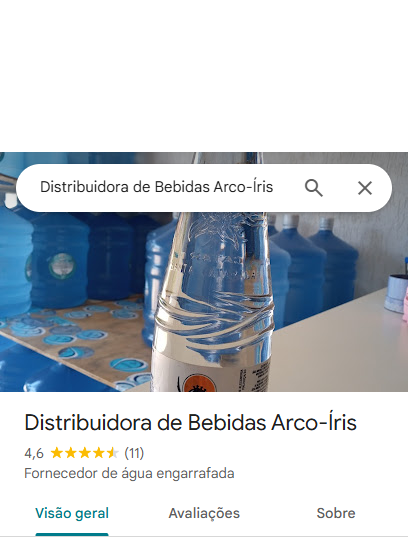 Distribuidora de Bebidas Arco-Íris
Distribuidora de Bebidas Arco-Íris
4,6 (11)
Fornecedor de água engarrafada
Visão geral Avaliações Sobre